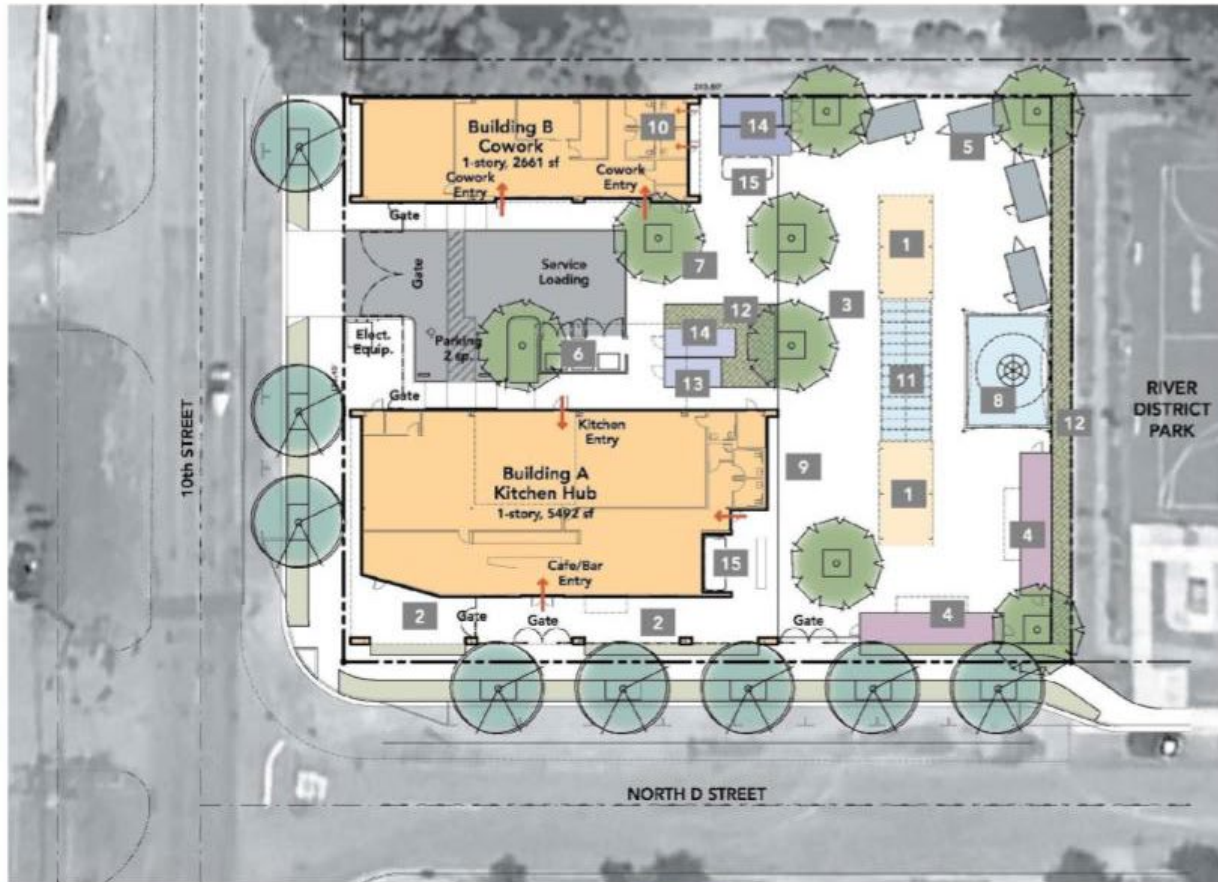 Building B
Cowork
1-story, 2661 sf
Cowork
Entry
Cowork
Entry
10
14
5
15
Gate
Gate
Service
Loading
7
1
12
3
14
Elect.
Equip.
Parking
2 sp.
6
13
11
8
Gate
RIVER
DISTRICT
PARK
12
10th STREET
Kitchen
Entry
Building A
Kitchen Hub
1-story, 5492 sf
9
1
4
15
Cafe/Bar
Entry
2
Gate
Gate
2
Gate
4
NORTH D STREET